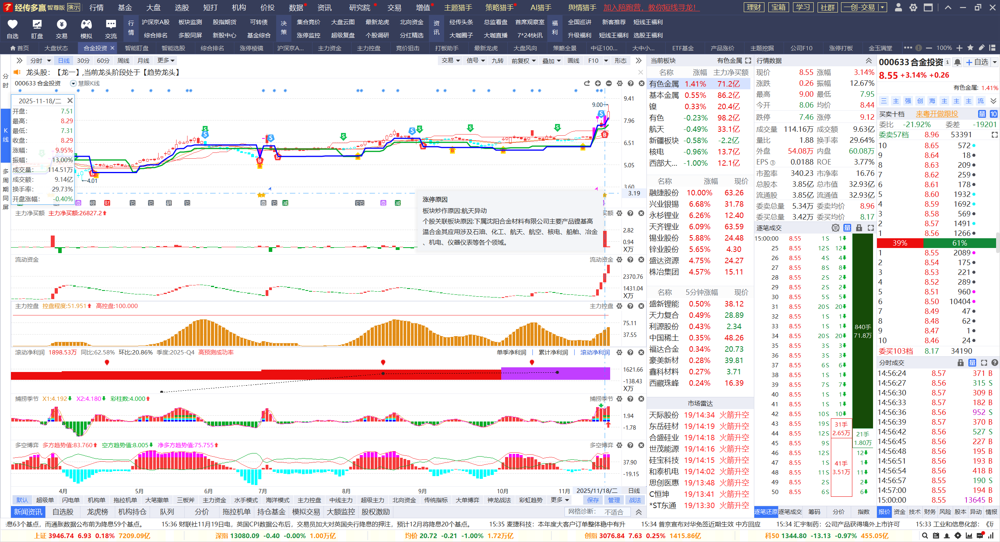 经传多赢 智尊版 演示 行情 基金 大盘 选股 短打 机构 价投 数据 资讯 研究院 交易 增值 主题猎手 策略猎手 AI猎手 舆情猎手 加入陪跑营，教你短线寻龙！ 理财 宝箱 学习 社群 一创-交易
自选 盯盘 交易 模拟 交流
行情 沪深京A股 板块监测 股指期货 可转债 决策 集合竞价 大盘云图 最新龙虎 北向资金 资讯 经传头条 总监看盘 首席观察室 福利 全国巡讲 新客推荐 短线王福利
综合排名 多股同屏 新股中心 基金综合 涨停监控 超级复盘 个股调研 分红精选 大咖圈子 大咖直播 7*24快讯 升级福利 短线王福利 选股王福利
首页 大盘状态 合金投资 智能盯盘 智能选股 综合排名 涨停棱镜 沪深京A... 主力资金 主力控盘 竞价狙击 打板助手 最新龙虎 大盘风向 策略全景 中证100... 大中小... ETF基金 产品涨价 主题挖掘 公司F10 涨停打板 金玉满堂 100%
分时 日线 30分 60分 周线 月线 更多 交易 信号 九转 前复权 叠加 画线 F10 形态
分时
K线
多周期同屏
龙头股：【龙一】,当前龙头阶段处于【趋势龙头】
000633 合金投资 慧眼K线
2025-11-18/二
开盘: 7.51
最高: 8.29
最低: 7.31
收盘: 8.29
涨幅: 9.95%
振幅: 13.00%
成交量: 114.51万
成交额: 9.14亿
换手率: 29.73%
开盘涨幅: -0.40%
9.41
9.00
7.96
6.51
5.05
←4.01
3.60
3.19
涨停原因
板块炒作原因:航天异动
个股关联板块原因:下属沈阳合金材料有限公司主要产品镍基高
温合金其应用涉及石油、化工、航天、航空、核电、船舶、冶金
、机电、仪器仪表等各个领域。
主力净买额 主力净买额:26827.2
买额
2.82
0.94
X万
流动资金 流动资金
2370.76
1431.04
X万
主力控盘 控盘程度:51.951 高控盘:100.000 主力控盘
75.11
37.55
滚动净利润 1898.53万 同比:62.58% 环比:20.86% 季度:2025-Q4 高预测成功率 单季净利润 | 累计净利润 | 滚动净利润
1621.66
-138.43
X万
捕捞季节 X1:4.192 X2:4.180 彩柱数:4.000 捕捞季节
1.94
-1.78
多空博弈 多方趋势值:83.760 空方趋势值:8.005 净多方趋势值:75.755 多空博弈
37.90
-19.15
4月 5月 6月 7月 8月 9月 10月 11月 2025/11/18/二 日线
默认 超级单 闪电单 机构单 拖拉机单 大笔撤单 三板斧 主力资金 水手模式 海洋模式 主力控盘 中线主力 超级主力 北向资金 传统指标 大单博弈 神龙战法 彩虹趋势 更多 保存 管理 战法
新闻资讯 自选股 龙虎榜 机构持仓 队列 分价 拖拉机单 持仓基金 模拟交易 大额监控 股权激励 网格诊断: 不适合
当前板块 有色金属
名称 涨幅 主力净买额
有色金属 1.41% 71.2亿
基本金属 0.55% 86.2亿
镍 0.33% 20.4亿
有色 -0.23% 98.2亿
航天 -0.49% 33.1亿
新疆板块 -0.58% -2.2亿
核电 -0.96% 13.7亿
西部大... -1.00% 12.1亿
名称 涨幅 现价
融捷股份 10.00% 63.26
兴业银锡 6.68% 31.78
永杉锂业 6.26% 12.40
天齐锂业 6.09% 63.59
锡业股份 5.88% 24.48
锌业股份 5.65% 4.30
盛达资源 4.75% 24.27
株冶集团 4.57% 15.11
名称 5分钟涨幅 现价
盛新锂能 0.50% 38.12
天力复合 0.49% 28.89
利源股份 0.43% 2.34
中国稀土 0.35% 48.26
福达合金 0.34% 20.73
豪美新材 0.28% 39.81
鑫科材料 0.27% 3.71
西藏珠峰 0.24% 16.39
市场雷达
天际股份 19/14:34 火箭升空
东岳硅材 19/14:19 火箭升空
合盛硅业 19/14:18 火箭升空
世茂能源 19/14:16 火箭升空
硅宝科技 19/14:15 火箭升空
和泰机电 19/14:02 火箭升空
思创医惠 19/13:48 火箭升空
C恒坤 19/13:41 火箭升空
*ST东通 19/13:30 火箭升空
行情数据
现价 8.55 涨幅 3.14%
涨跌 0.26 振幅 12.67%
最高 9.00 最低 7.95
今开 8.06 均价 8.44
跌停 7.46 涨停 9.12
成交量 114.16万 成交额 9.63亿
量比 1.88 换手率 29.64%
外盘 54.08万 内盘 60.08万
EPS③ 0.0188 ROE 3.77%
市盈率 340.23 市净率 16.76
总股本 3.85亿 总市值 32.93亿
流通股 3.85亿 流通值 32.93亿
委卖总量 5.34万 委卖均价 8.96
委买总量 3.42万 委买均价 8.17
逐笔成交 量
15:00:00 8.55 1S 1
25 8.55 12S 12
26 8.55 4S 4
27 8.55 8S 8
28 8.55 2S 2
29 8.55 2S 2
30 8.55 5S 5
31 8.55 20S 20
32 8.55 1S 1
33 8.55 1S 1
34 8.55 20S 20
35 8.55 3S 3
36 8.55 3S 3
37 8.55 6S 6
38 8.55 1S 1
39 8.55 7S 7
40 8.55 1S 1
41 8.55 1S 1
42 8.55 10S 10
43 8.55 19S
44 8.55 12S
45 8.55 9S
46 8.55 12S 12
47 8.55 1S 1
48 8.55 11S 11
49 8.55 2S 2
50 8.55 6S 6
840手
71.8万
31手
2.65万
21手
1.80万
41手
3.51万
逐笔还原 逐笔成交 筹码 分价 指数
000633 合金投资 自选
8.55 +3.14% +0.26
有色金属: 1.41%
三 主 强 创 海 主 主 主 流
买卖十档 来粤开做跟投 量 10
委比 -21.92% 委差 -19201
委卖57档 8.96 53391
10 8.65 572
9 8.64 18
8 8.63 209
7 8.62 259
6 8.61 178
5 8.60 1932
4 8.59 1692
3 8.58 569
2 8.57 1491
1 8.56 1266
39% 61%
1 8.55 2089
2 8.54 175
3 8.53 221
4 8.52 289
5 8.51 960
6 8.50 10404
7 8.49 47
8 8.48 62
9 8.47 1
10 8.46 24
委买103档 8.17 34190
分时成交 量
14:56:24 8.57 371 B
14:56:27 8.56 315 S
14:56:30 8.57 309 B
14:56:33 8.57 182 B
14:56:36 8.56 952 S
14:56:39 8.57 370 B
14:56:42 8.56 527 S
14:56:45 8.56 227 B
14:56:48 8.56 195 B
14:56:51 8.56 193 B
14:56:54 8.56 418 B
14:56:57 8.55 190 S
14:57:00 8.55 194 B
15:00:00 8.55 13645 B
报价 资金 技术 财务 风险 股本 异动 情报
息63个基点，而通胀数据公布前为降息59个基点。 15:36 财联社11月19日电，英国CPI数据公布后，交易员加大对英国央行降息的押注，预计12月将降息20个基点。 15:35 麦捷科技：本年度大客户订单整体稳中有升 15:34 普京宣布对华免签近期生效 中方回应 15:34 汇宇制药：公司产品获得境外上市许可 15:33 工业和信息化部：《玩
上证 3946.74 6.93 0.18% 7209.09亿 深指 13080.09 -0.40 -0.00% 1.00万亿 均价 20.72 -0.21 -1.00% 1.72万亿 创指 3076.84 7.63 0.25% 1415.86亿 科50 1344.80 -13.13 -0.97% 455.05亿